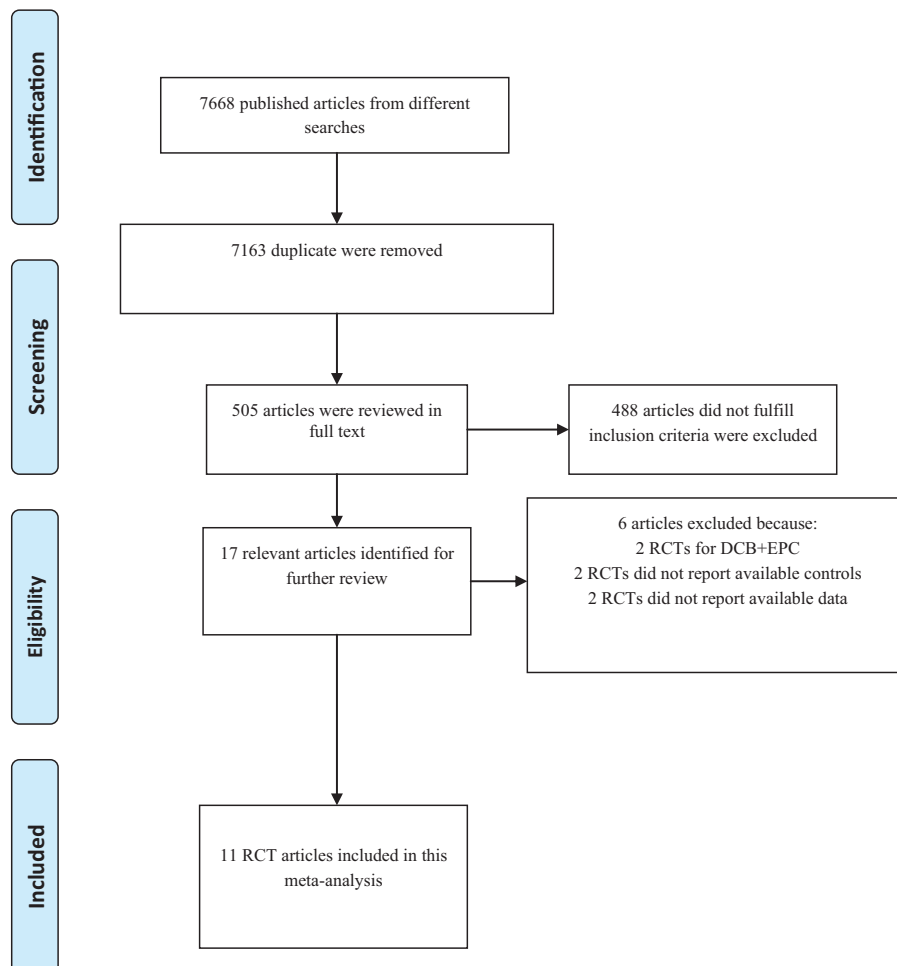 Identification
7668 published articles from different
searches
7163 duplicate were removed
Screening
505 articles were reviewed in
full text
488 articles did not fulfill
inclusion criteria were excluded
Eligibility
17 relevant articles identified for
further review
6 articles excluded because:
2 RCTs for DCB+EPC
2 RCTs did not report available controls
2 RCTs did not report available data
Included
11 RCT articles included in this
meta-analysis